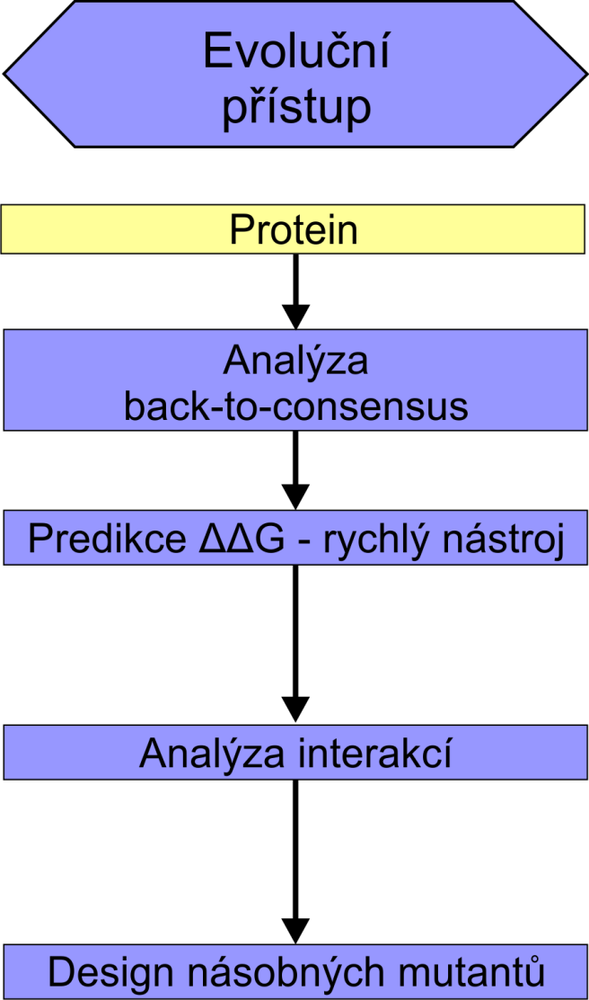 Evoluční
přístup
Protein
Analýza
back-to-consensus
Predikce ΔΔG - rychlý nástroj
Analýza interakcí
Design násobných mutantů